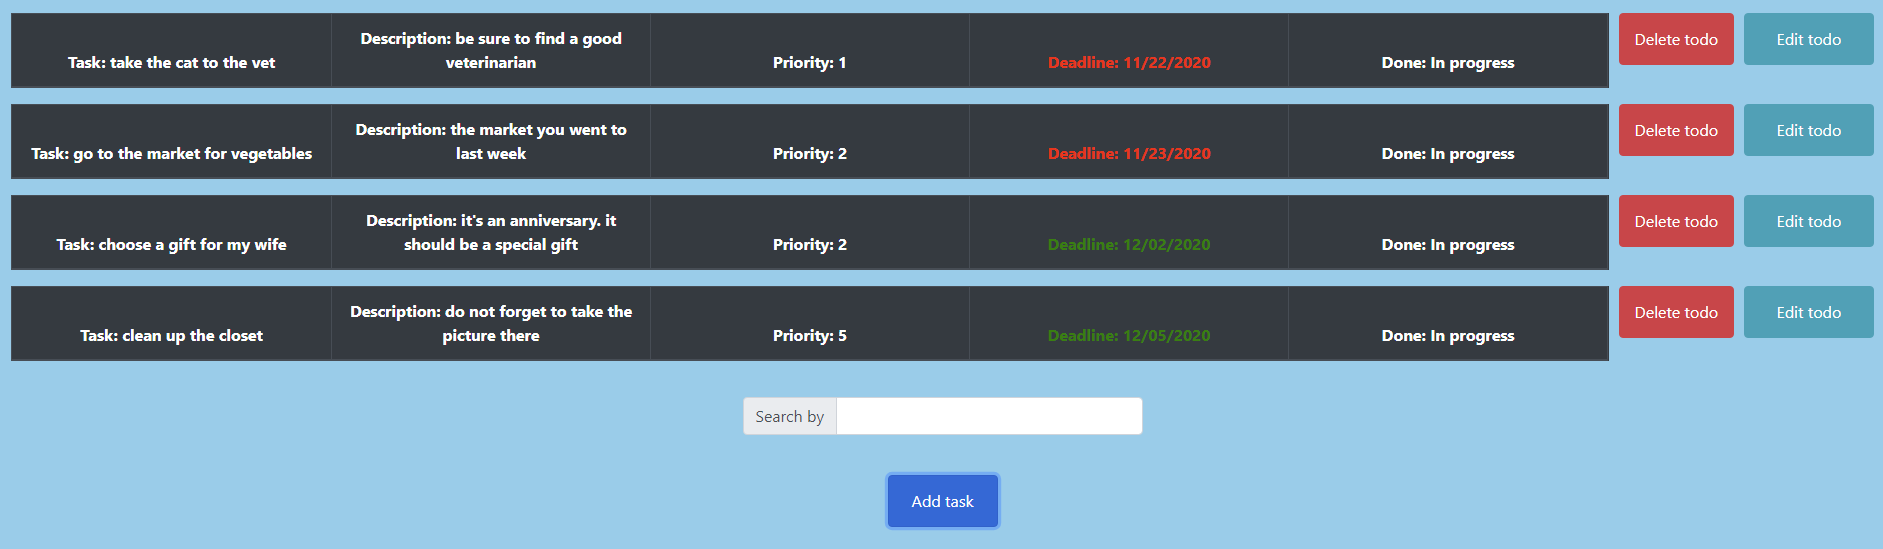 Task: take the cat to the vet
Description: be sure to find a good
veterinarian
Priority: 1
Deadline: 11/22/2020
Done: In progress
Delete todo
Edit todo
Task: go to the market for vegetables
Description: the market you went to
last week
Priority: 2
Deadline: 11/23/2020
Done: In progress
Delete todo
Edit todo
Task: choose a gift for my wife
Description: it's an anniversary. it
should be a special gift
Priority: 2
Deadline: 12/02/2020
Done: In progress
Delete todo
Edit todo
Task: clean up the closet
Description: do not forget to take the
picture there
Priority: 5
Deadline: 12/05/2020
Done: In progress
Delete todo
Edit todo
Search by
Add task